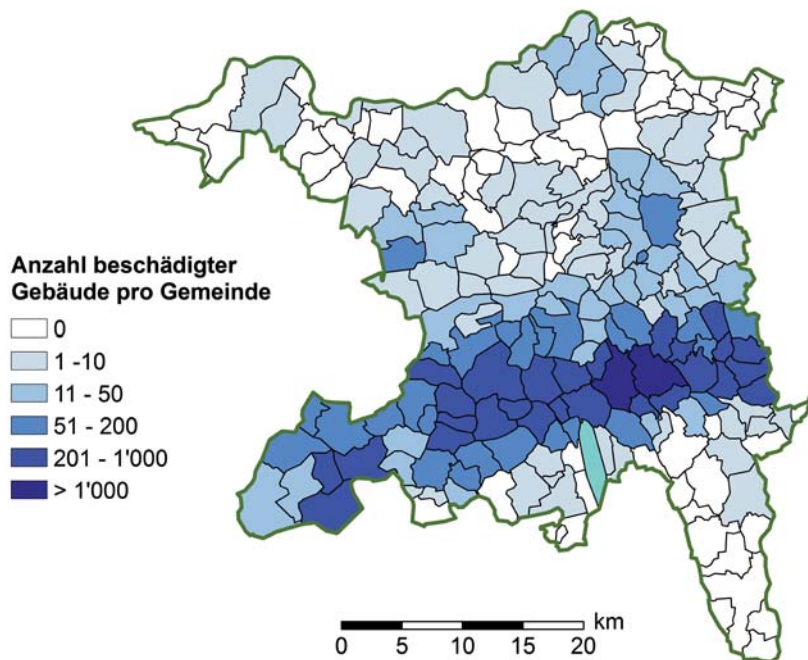 Anzahl beschädigter
Gebäude pro Gemeinde
0
1 -10
11 - 50
51 - 200
201 - 1'000
> 1'000
km
0 5 10 15 20